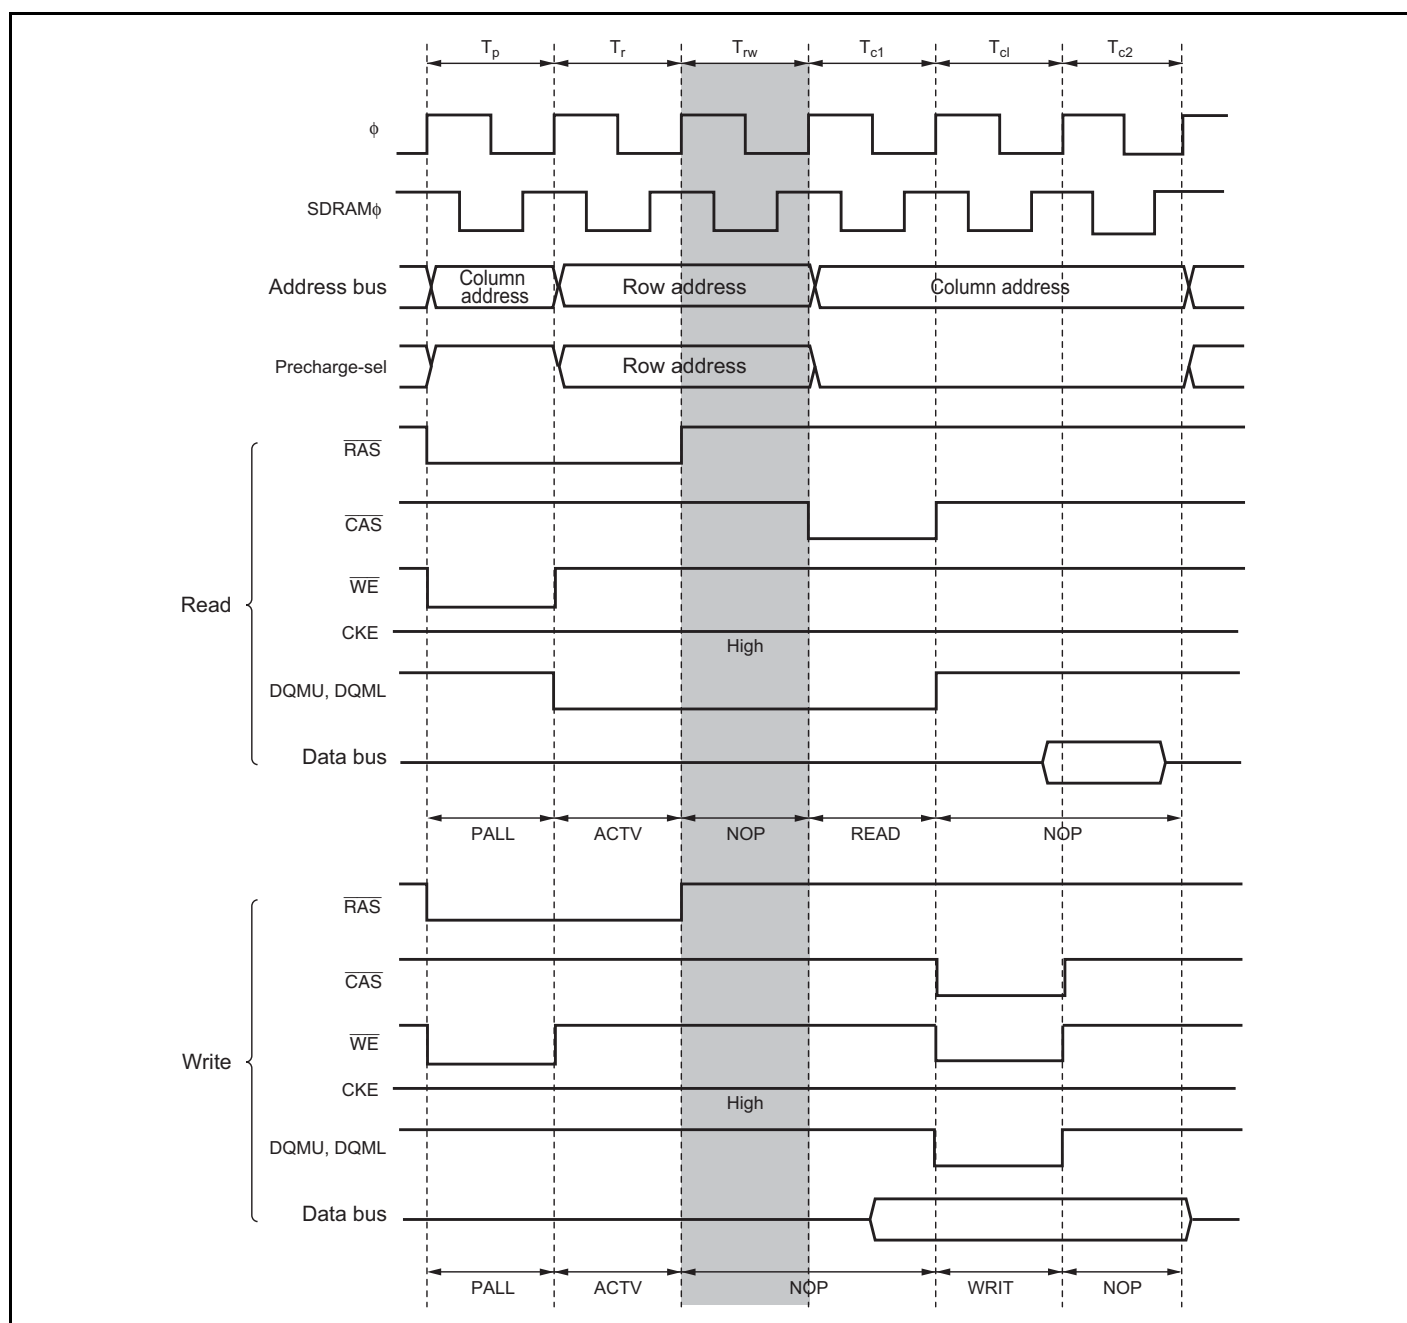 Tp Tr Trw Tc1 Tcl Tc2
ϕ
SDRAMϕ
Address bus Column address Row address Column address
Precharge-sel Row address
Read
RAS
CAS
WE
CKE High
DQMU, DQML
Data bus
PALL ACTV NOP READ NOP
Write
RAS
CAS
WE
CKE High
DQMU, DQML
Data bus
PALL ACTV NOP WRIT NOP